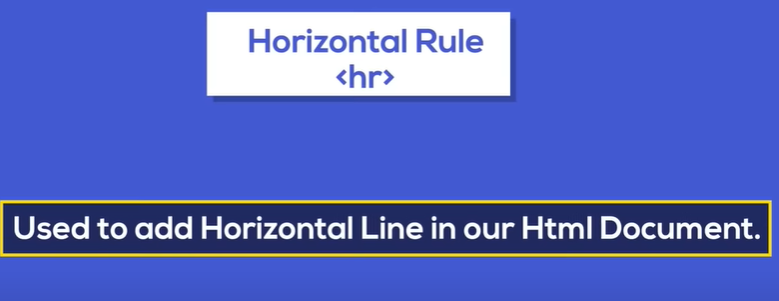 Horizontal Rule
<hr>
Used to add Horizontal Line in our Html Document.